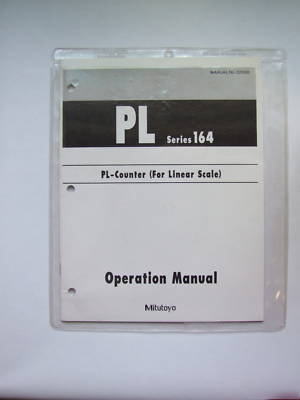 PL Series 164
PL-Counter (For Linear Scale)
Operation Manual
Mitutoyo